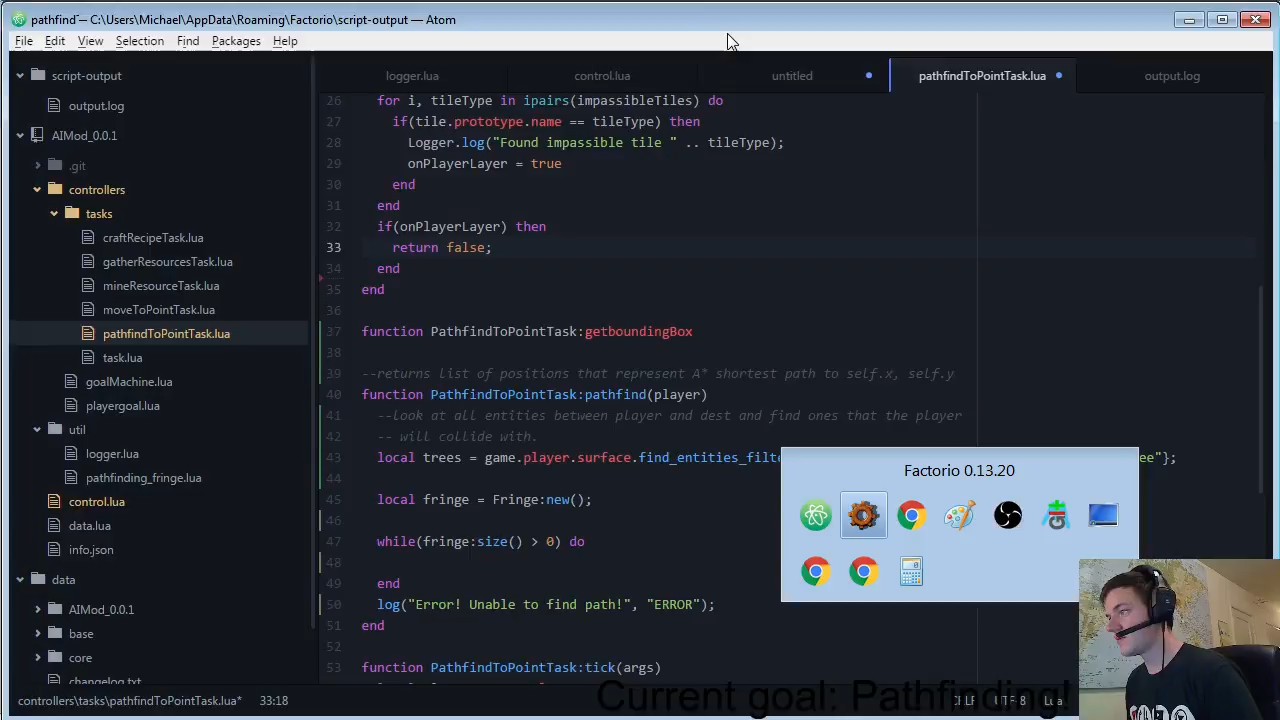 pathfind — C:\Users\Michael\AppData\Roaming\Factorio\script-output — Atom
File Edit View Selection Find Packages Help
script-output
output.log
AIMod_0.0.1
.git
controllers
tasks
craftRecipeTask.lua
gatherResourcesTask.lua
mineResourceTask.lua
moveToPointTask.lua
pathfindToPointTask.lua
task.lua
goalMachine.lua
playergoal.lua
util
logger.lua
pathfinding_fringe.lua
control.lua
data.lua
info.json
data
AIMod_0.0.1
base
core
changelog.txt
logger.lua control.lua untitled pathfindToPointTask.lua output.log
26 for i, tileType in ipairs(impassibleTiles) do
27 if(tile.prototype.name == tileType) then
28 Logger.log("Found impassible tile " .. tileType);
29 onPlayerLayer = true
30 end
31 end
32 if(onPlayerLayer) then
33 return false;
34 end
35 end
36
37 function PathfindToPointTask:getboundingBox
38
39 --returns list of positions that represent A* shortest path to self.x, self.y
40 function PathfindToPointTask:pathfind(player)
41 --look at all entities between player and dest and find ones that the player
42 -- will collide with.
43 local trees = game.player.surface.find_entities_filte ee"};
44
45 local fringe = Fringe:new();
46
47 while(fringe:size() > 0) do
48
49 end
50 log("Error! Unable to find path!", "ERROR");
51 end
52
53 function PathfindToPointTask:tick(args)
Factorio 0.13.20
controllers\tasks\pathfindToPointTask.lua* 33:18 CRLF UTF-8 Lua
Current goal: Pathfinding!